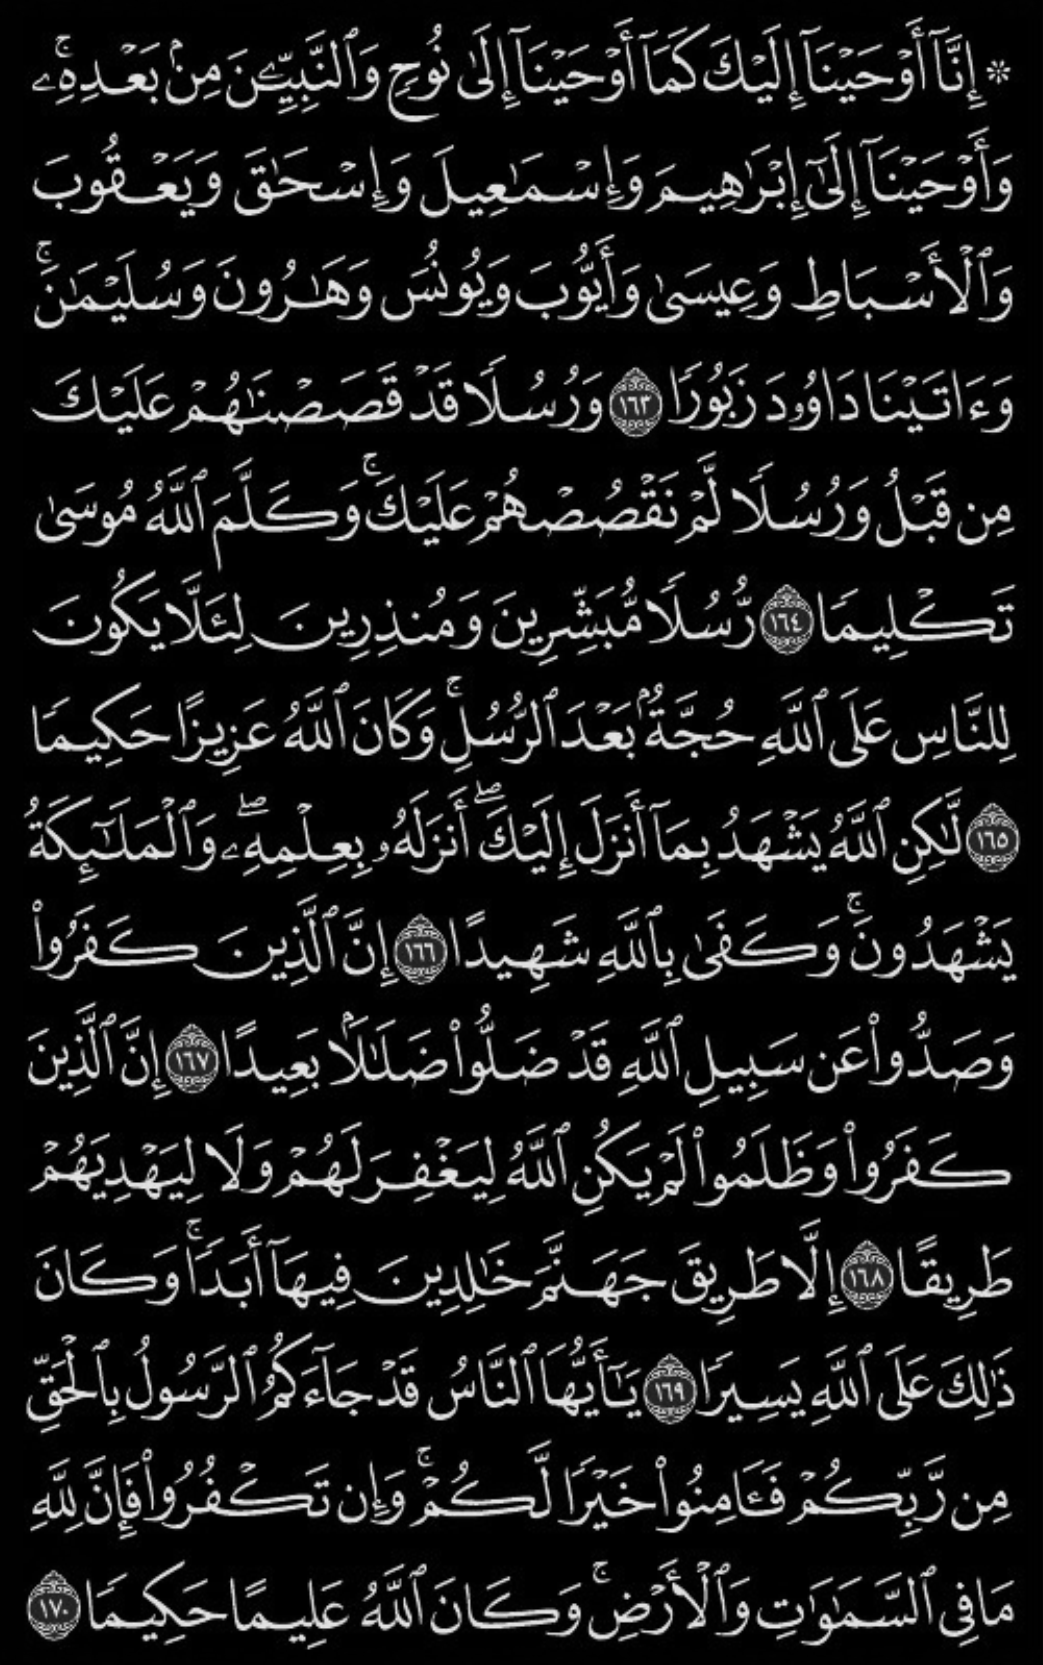 ۞ إِنَّآ أَوْحَيْنَآ إِلَيْكَ كَمَآ أَوْحَيْنَآ إِلَىٰ نُوحٍ وَٱلنَّبِيِّـۧنَ مِنۢ بَعْدِهِۦۚ
وَأَوْحَيْنَآ إِلَىٰٓ إِبْرَٰهِيمَ وَإِسْمَـٰعِيلَ وَإِسْحَـٰقَ وَيَعْقُوبَ
وَٱلْأَسْبَاطِ وَعِيسَىٰ وَأَيُّوبَ وَيُونُسَ وَهَـٰرُونَ وَسُلَيْمَـٰنَۚ
وَءَاتَيْنَا دَاوُۥدَ زَبُورًا ١٦٣ وَرُسُلًا قَدْ قَصَصْنَـٰهُمْ عَلَيْكَ
مِن قَبْلُ وَرُسُلًا لَّمْ نَقْصُصْهُمْ عَلَيْكَۚ وَكَلَّمَ ٱللَّهُ مُوسَىٰ
تَكْلِيمًا ١٦٤ رُّسُلًا مُّبَشِّرِينَ وَمُنذِرِينَ لِئَلَّا يَكُونَ
لِلنَّاسِ عَلَى ٱللَّهِ حُجَّةٌۢ بَعْدَ ٱلرُّسُلِۚ وَكَانَ ٱللَّهُ عَزِيزًا حَكِيمًا
١٦٥ لَّـٰكِنِ ٱللَّهُ يَشْهَدُ بِمَآ أَنزَلَ إِلَيْكَۖ أَنزَلَهُۥ بِعِلْمِهِۦۖ وَٱلْمَلَـٰٓئِكَةُ
يَشْهَدُونَۚ وَكَفَىٰ بِٱللَّهِ شَهِيدًا ١٦٦ إِنَّ ٱلَّذِينَ كَفَرُوا۟
وَصَدُّوا۟ عَن سَبِيلِ ٱللَّهِ قَدْ ضَلُّوا۟ ضَلَـٰلًۢا بَعِيدًا ١٦٧ إِنَّ ٱلَّذِينَ
كَفَرُوا۟ وَظَلَمُوا۟ لَمْ يَكُنِ ٱللَّهُ لِيَغْفِرَ لَهُمْ وَلَا لِيَهْدِيَهُمْ
طَرِيقًا ١٦٨ إِلَّا طَرِيقَ جَهَنَّمَ خَـٰلِدِينَ فِيهَآ أَبَدًاۚ وَكَانَ
ذَٰلِكَ عَلَى ٱللَّهِ يَسِيرًا ١٦٩ يَـٰٓأَيُّهَا ٱلنَّاسُ قَدْ جَآءَكُمُ ٱلرَّسُولُ بِٱلْحَقِّ
مِن رَّبِّكُمْ فَـَٔامِنُوا۟ خَيْرًا لَّكُمْۚ وَإِن تَكْفُرُوا۟ فَإِنَّ لِلَّهِ
مَا فِى ٱلسَّمَـٰوَٰتِ وَٱلْأَرْضِۚ وَكَانَ ٱللَّهُ عَلِيمًا حَكِيمًا ١٧٠